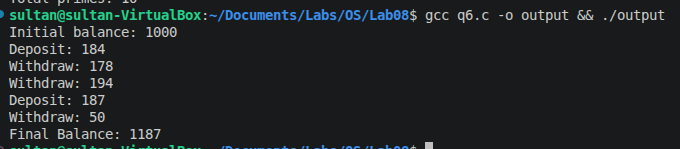 Total primes: 10
sultan@sultan-VirtualBox:~/Documents/Labs/OS/Lab08$ gcc q6.c -o output && ./output
Initial balance: 1000
Deposit: 184
Withdraw: 178
Withdraw: 194
Deposit: 187
Withdraw: 50
Final Balance: 1187
sultan@sultan-VirtualBox:~/Documents/Labs/OS/Lab08$